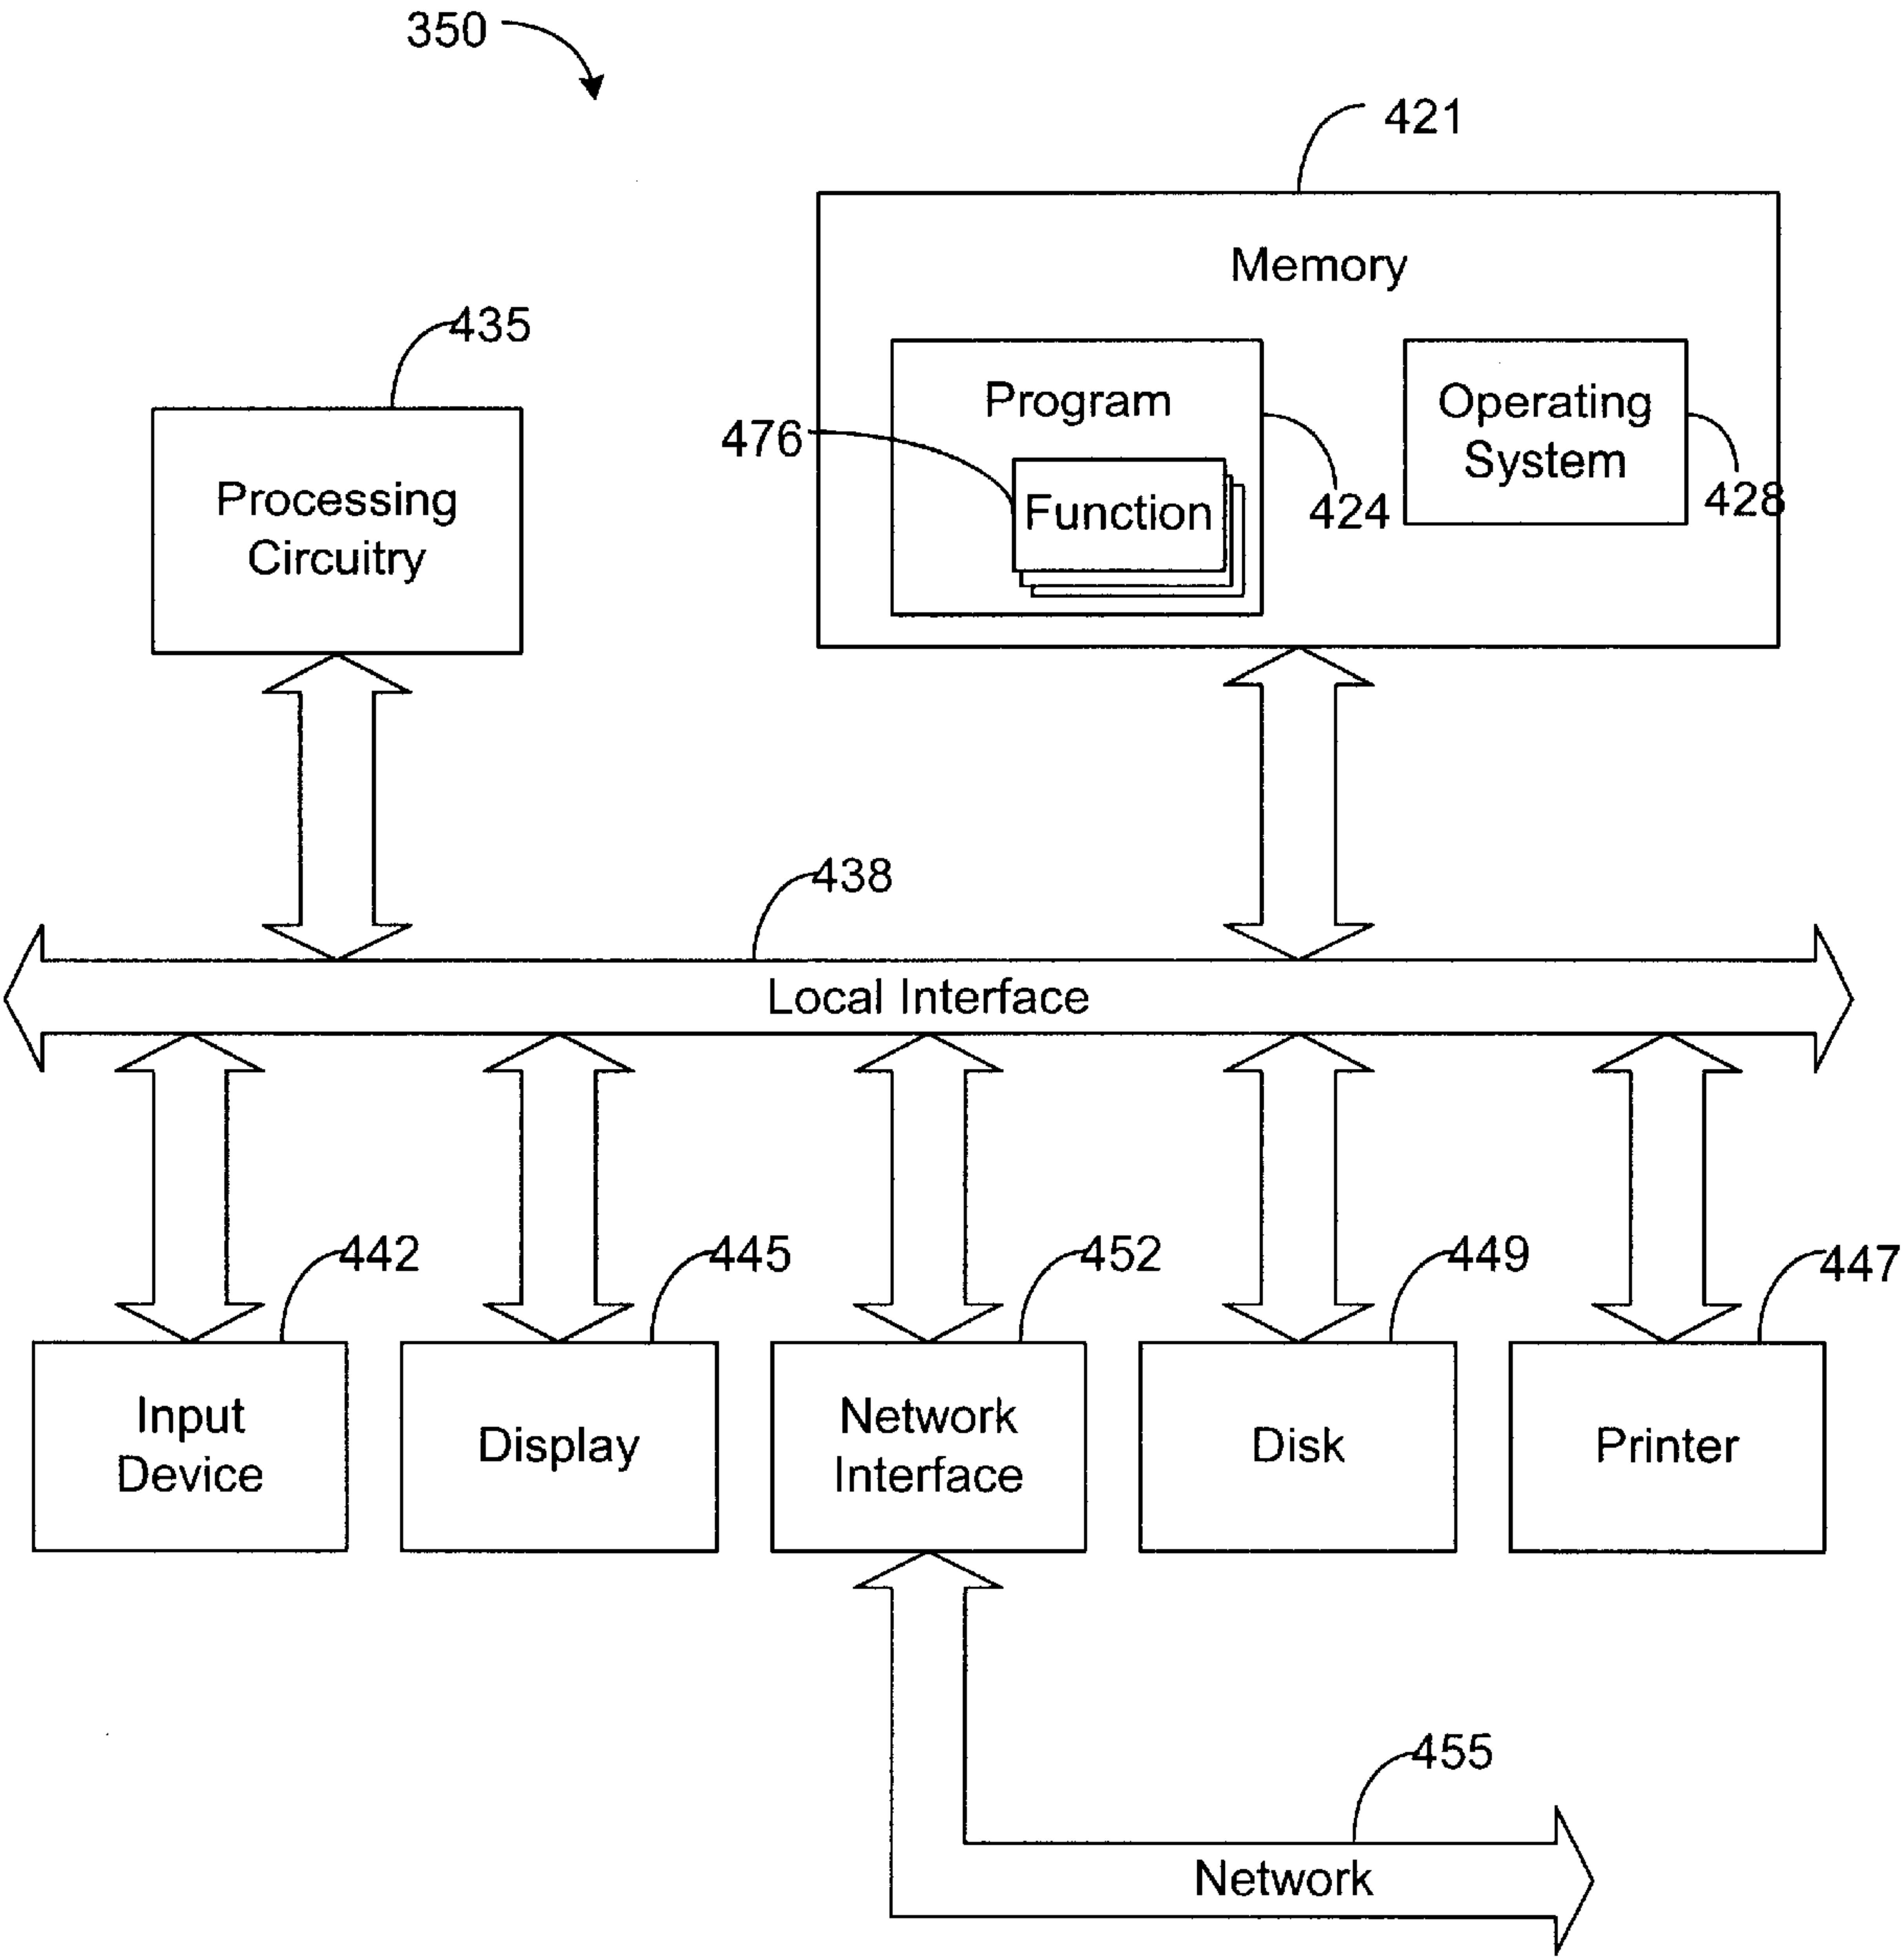 350
421
Memory
435
Program
Operating
System
476
Function
424
428
Processing
Circuitry
438
Local Interface
442
445
452
449
447
Input
Device
Display
Network
Interface
Disk
Printer
455
Network